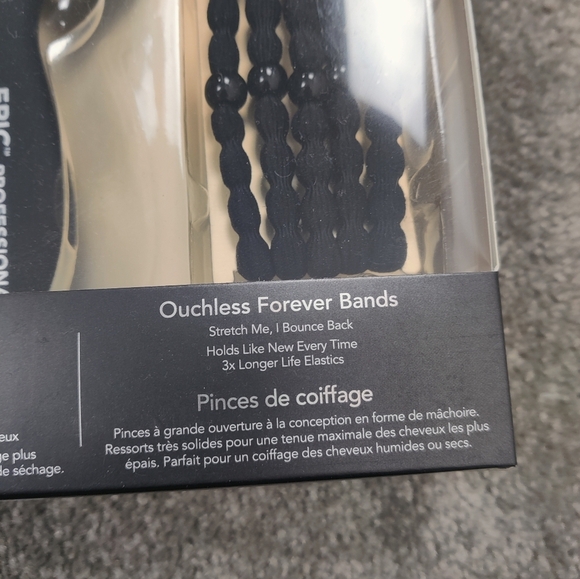 EPIC™ PROFESSIONA
Ouchless Forever Bands
Stretch Me, I Bounce Back
Holds Like New Every Time
3x Longer Life Elastics
Pinces de coiffage
Pinces à grande ouverture à la conception en forme de mâchoire.
Ressorts très solides pour une tenue maximale des cheveux les plus
épais. Parfait pour un coiffage des cheveux humides ou secs.
eux
ge plus
de séchage.